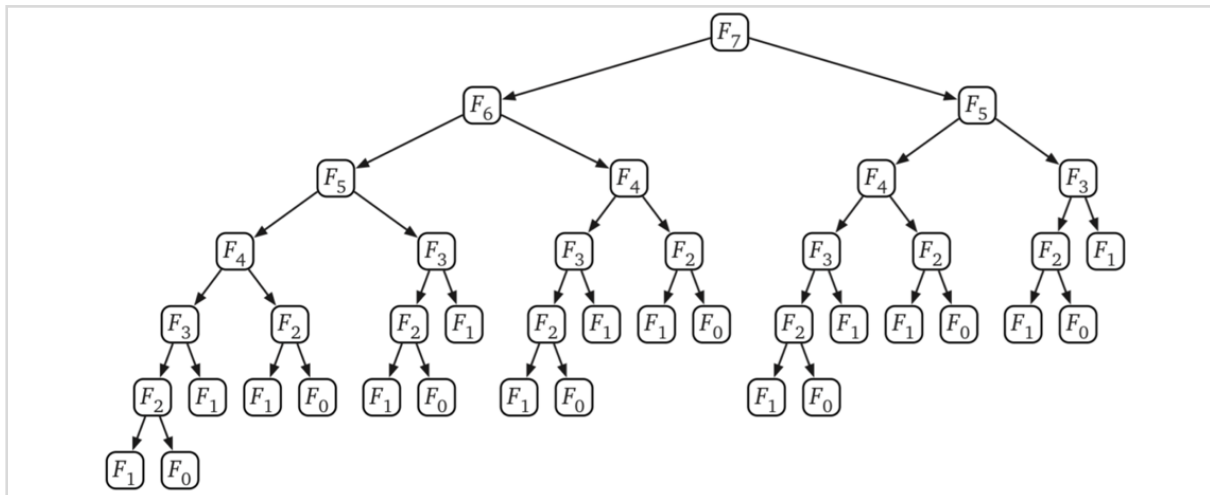 F₇
F₆ F₅
F₅ F₄ F₄ F₃
F₄ F₃ F₃ F₂ F₃ F₂ F₂ F₁
F₃ F₂ F₂ F₁ F₂ F₁ F₁ F₀ F₂ F₁ F₁ F₀ F₁ F₀
F₂ F₁ F₁ F₀ F₁ F₀ F₁ F₀ F₁ F₀
F₁ F₀